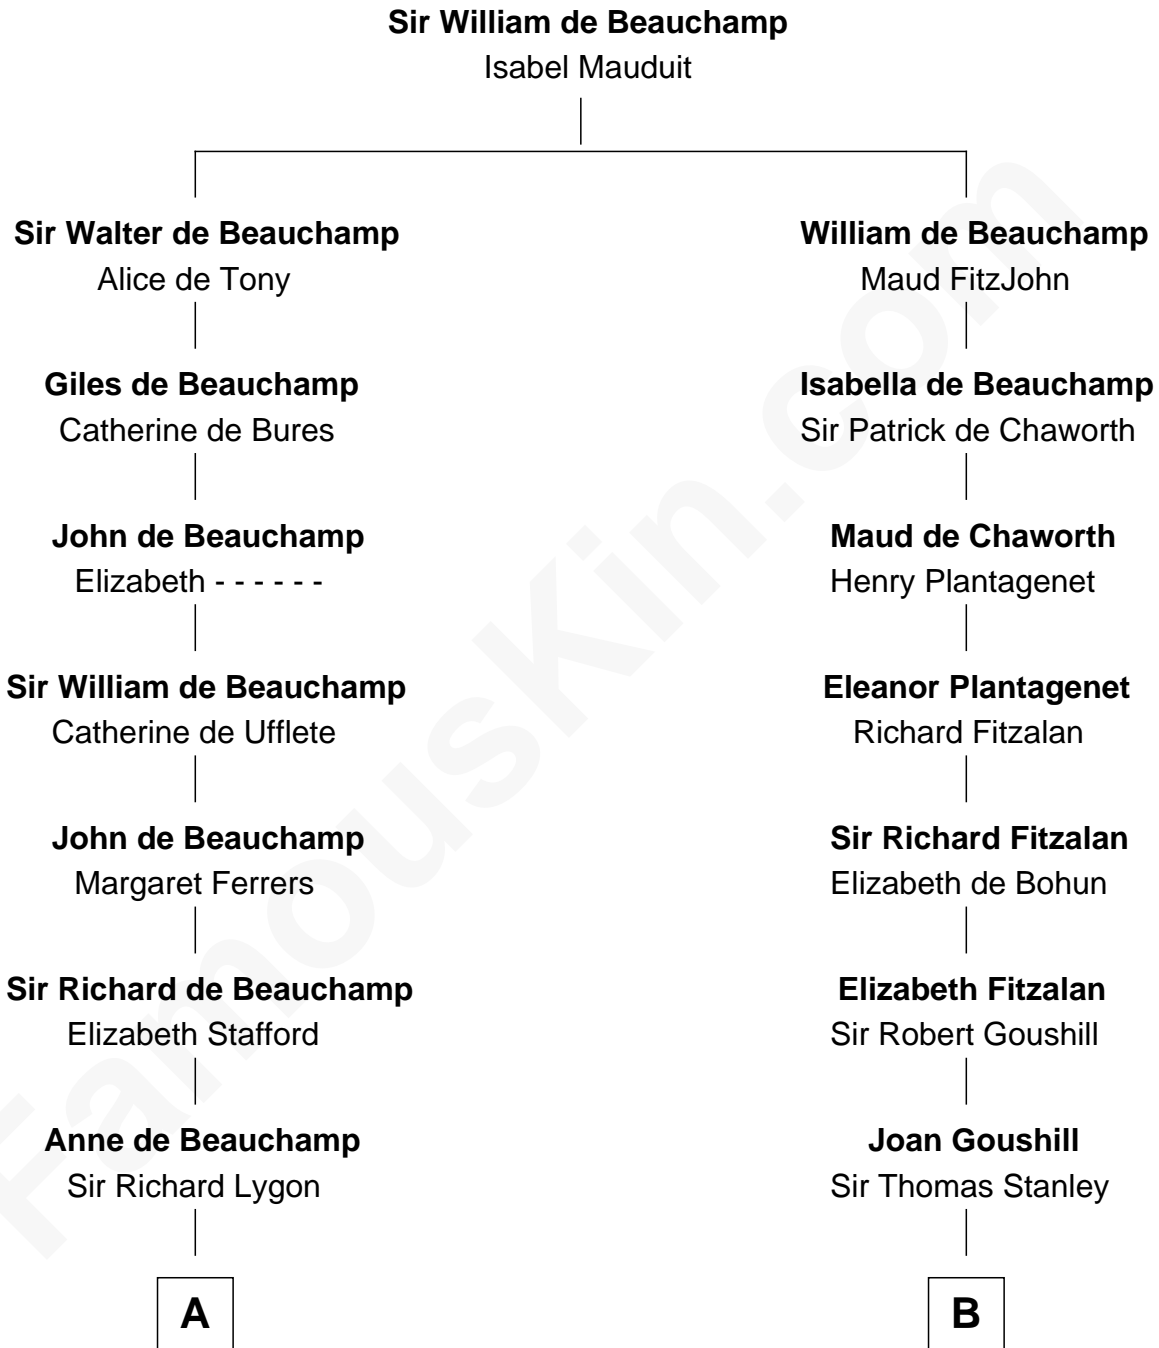 Sir William de Beauchamp
Isabel Mauduit
Sir Walter de Beauchamp
Alice de Tony
William de Beauchamp
Maud FitzJohn
Giles de Beauchamp
Catherine de Bures
Isabella de Beauchamp
Sir Patrick de Chaworth
John de Beauchamp
Elizabeth - - - - - -
Maud de Chaworth
Henry Plantagenet
Sir William de Beauchamp
Catherine de Ufflete
Eleanor Plantagenet
Richard Fitzalan
John de Beauchamp
Margaret Ferrers
Sir Richard Fitzalan
Elizabeth de Bohun
Sir Richard de Beauchamp
Elizabeth Stafford
Elizabeth Fitzalan
Sir Robert Goushill
Anne de Beauchamp
Sir Richard Lygon
Joan Goushill
Sir Thomas Stanley
A
B
FamousKin.com